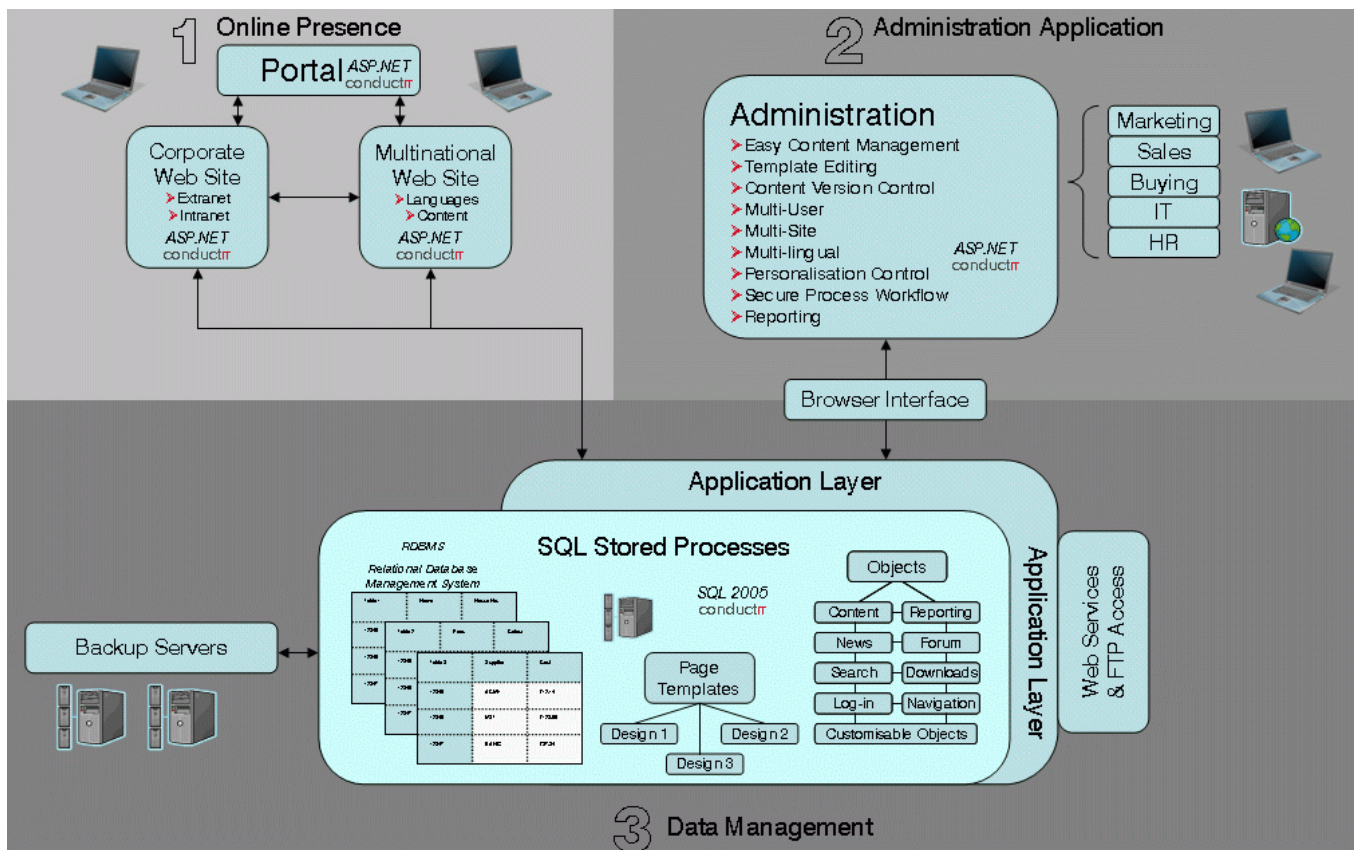 1 Online Presence
Portal ASP.NET
conductrr
Corporate
Web Site
Extranet
Intranet
ASP.NET
conductrr
Multinational
Web Site
Languages
Content
ASP.NET
conductrr
2 Administration Application
Administration
Easy Content Management
Template Editing
Content Version Control
Multi-User
Multi-Site
Multi-lingual
Personalisation Control
Secure Process Workflow
Reporting
ASP.NET
conductrr
Marketing
Sales
Buying
IT
HR
Browser Interface
Application Layer
Application Layer
Web Services
& FTP Access
SQL Stored Processes
RDBMS
Relational Database
Management System
SQL 2005
conductrr
Page
Templates
Design 1
Design 2
Design 3
Objects
Content
Reporting
News
Forum
Search
Downloads
Log-in
Navigation
Customisable Objects
Backup Servers
3 Data Management